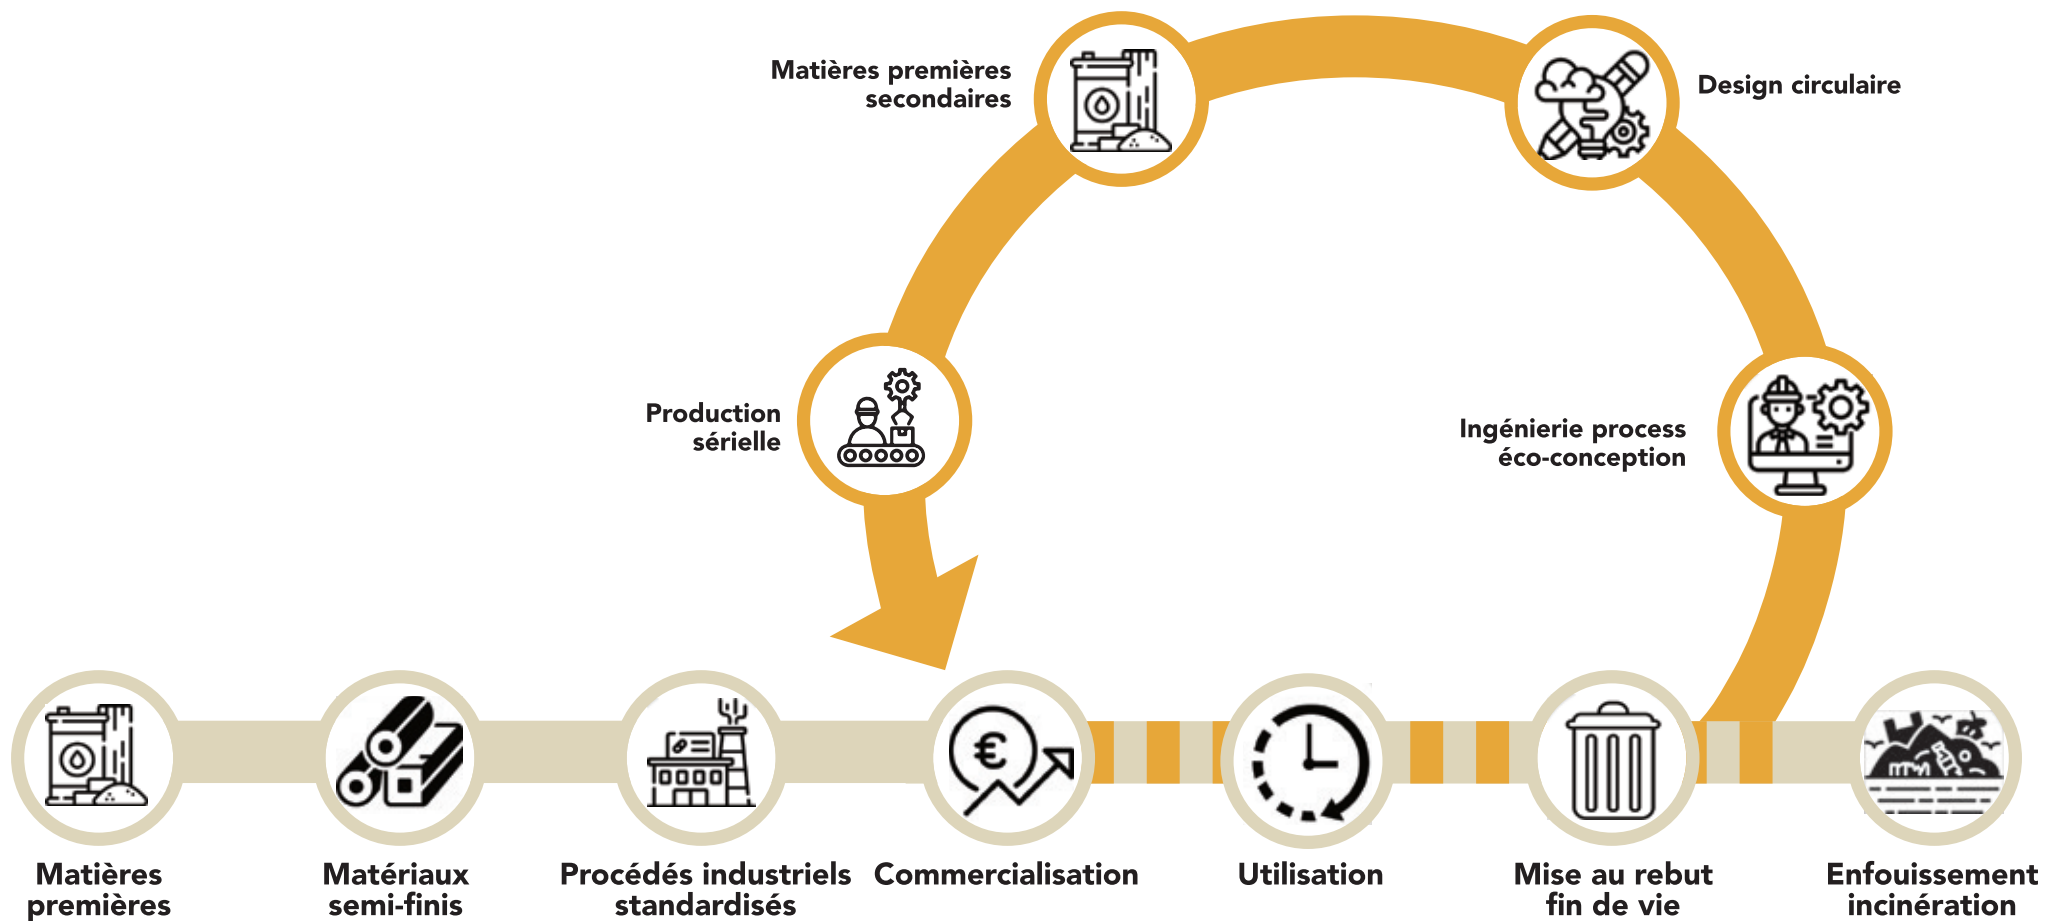 Matières premières
secondaires
Design circulaire
Production
sérielle
Ingénierie process
éco-conception
€
Matières
premières
Matériaux
semi-finis
Procédés industriels
standardisés
Commercialisation
Utilisation
Mise au rebut
fin de vie
Enfouissement
incinération